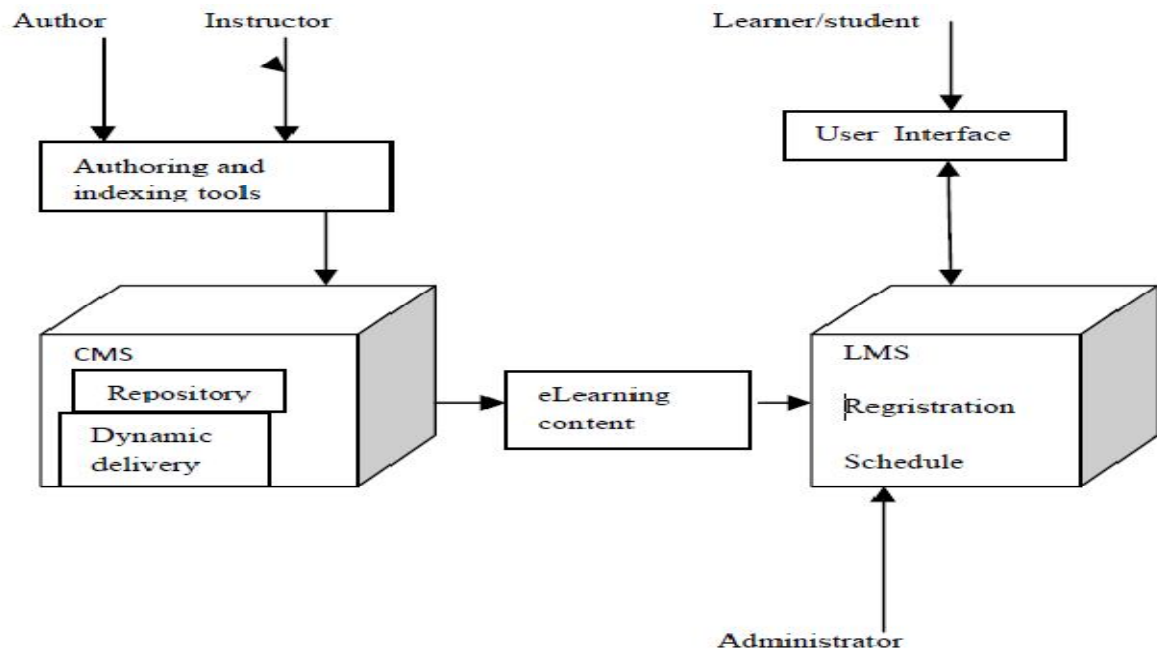 Author
Instructor
Learner/student
User Interface
Authoring and
indexing tools
CMS
Repository
Dynamic
delivery
eLearning
content
LMS
Regristration
Schedule
Administrator